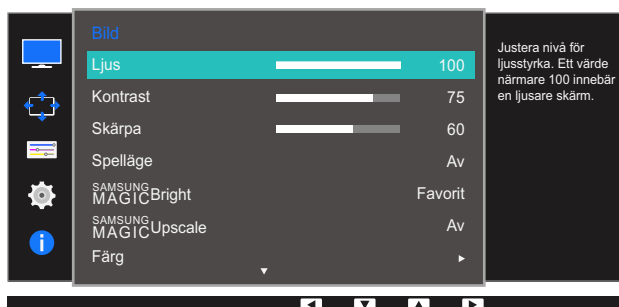 Bild
Ljus 100
Kontrast 75
Skärpa 60
Spelläge Av
SAMSUNG MAGIC Bright Favorit
SAMSUNG MAGIC Upscale Av
Färg
Justera nivå för
ljusstyrka. Ett värde
närmare 100 innebär
en ljusare skärm.